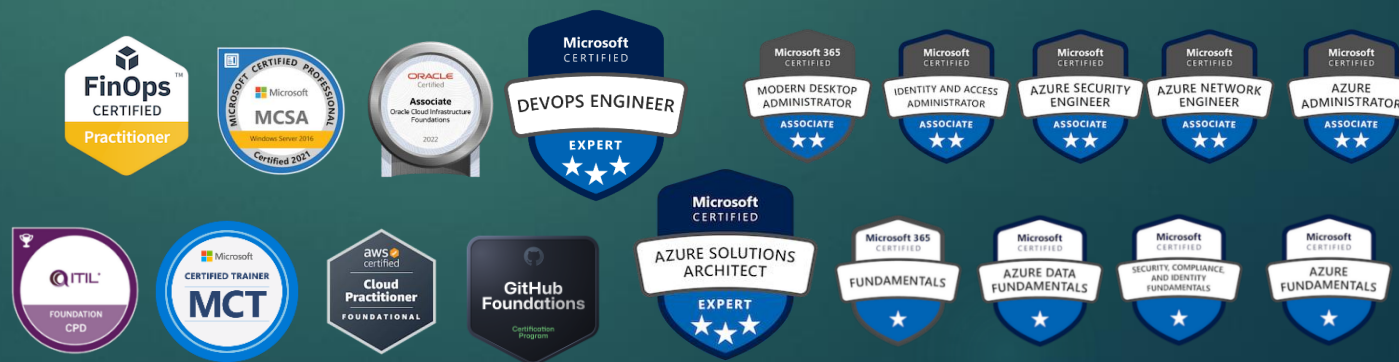 FinOps™
CERTIFIED
Practitioner
MICROSOFT CERTIFIED PROFESSIONAL
Microsoft
MCSA
Windows Server 2016
Certified 2021
ORACLE
Certified
Associate
Oracle Cloud Infrastructure
Foundations
2022
Microsoft
CERTIFIED
DEVOPS ENGINEER
EXPERT
Microsoft 365
CERTIFIED
MODERN DESKTOP
ADMINISTRATOR
ASSOCIATE
Microsoft
CERTIFIED
IDENTITY AND ACCESS
ADMINISTRATOR
ASSOCIATE
Microsoft
CERTIFIED
AZURE SECURITY
ENGINEER
ASSOCIATE
Microsoft
CERTIFIED
AZURE NETWORK
ENGINEER
ASSOCIATE
Microsoft
CERTIFIED
AZURE
ADMINISTRATOR
ASSOCIATE
ITIL
FOUNDATION
CPD
Microsoft
CERTIFIED TRAINER
MCT
aws
certified
Cloud
Practitioner
FOUNDATIONAL
GitHub
Foundations
Certification
Program
Microsoft
CERTIFIED
AZURE SOLUTIONS
ARCHITECT
EXPERT
Microsoft 365
CERTIFIED
FUNDAMENTALS
Microsoft
CERTIFIED
AZURE DATA
FUNDAMENTALS
Microsoft
CERTIFIED
SECURITY, COMPLIANCE,
AND IDENTITY
FUNDAMENTALS
Microsoft
CERTIFIED
AZURE
FUNDAMENTALS